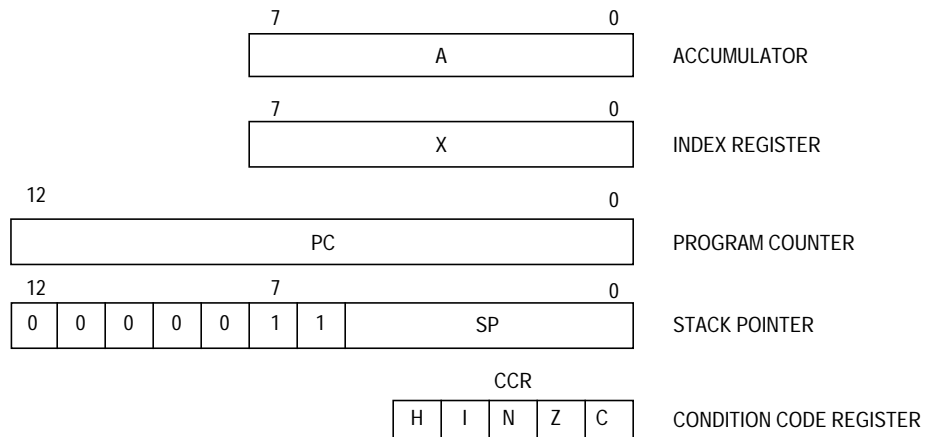 7 0
A ACCUMULATOR
7 0
X INDEX REGISTER
12 0
PC PROGRAM COUNTER
12 7 0
0 0 0 0 0 1 1 SP STACK POINTER
CCR
H I N Z C CONDITION CODE REGISTER